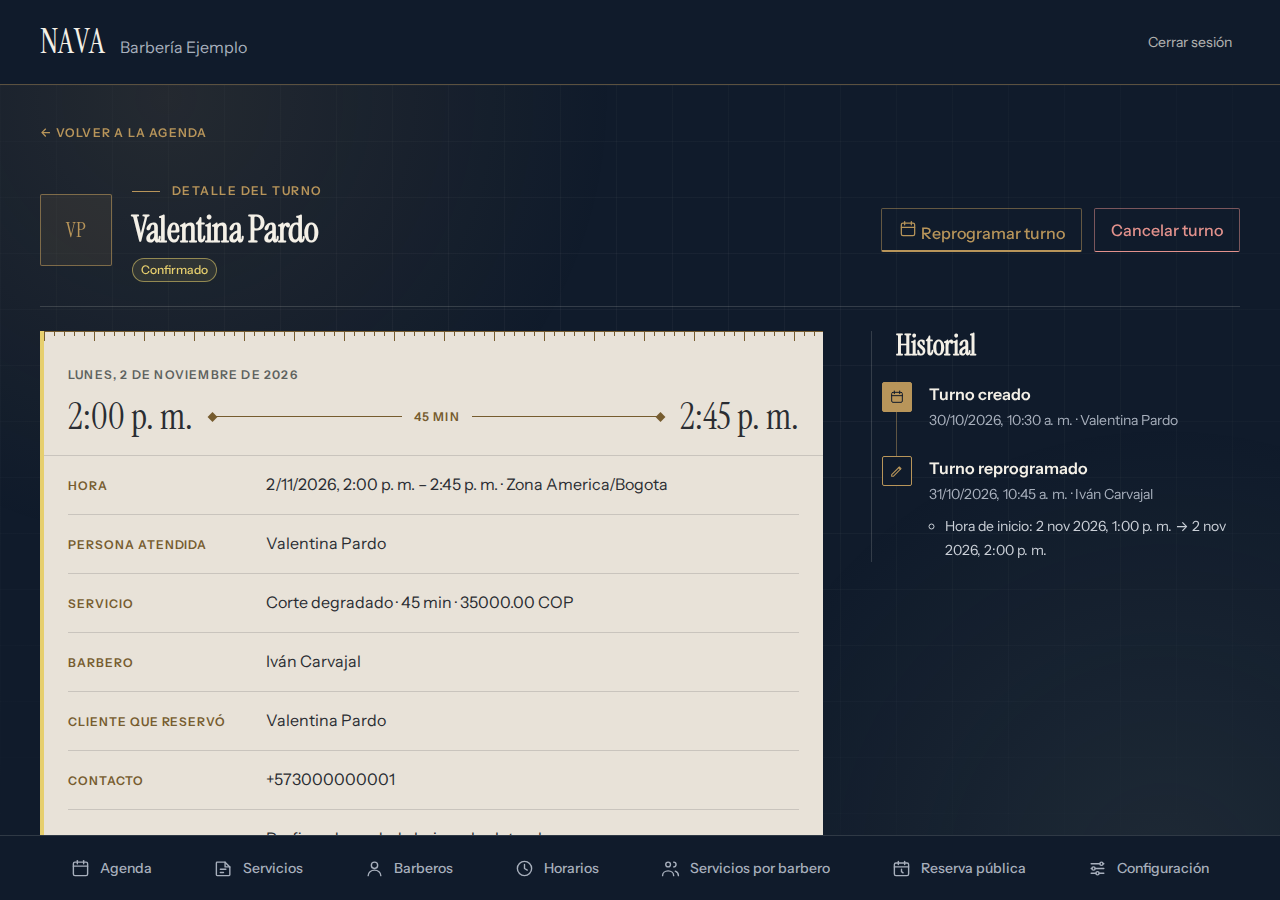 NAVA Barbería Ejemplo
Cerrar sesión
← VOLVER A LA AGENDA
VP
DETALLE DEL TURNO
Valentina Pardo
Confirmado
Reprogramar turno
Cancelar turno
LUNES, 2 DE NOVIEMBRE DE 2026
2:00 p. m. 45 MIN 2:45 p. m.
HORA 2/11/2026, 2:00 p. m. – 2:45 p. m. · Zona America/Bogota
PERSONA ATENDIDA Valentina Pardo
SERVICIO Corte degradado · 45 min · 35000.00 COP
BARBERO Iván Carvajal
CLIENTE QUE RESERVÓ Valentina Pardo
CONTACTO +573000000001
Historial
Turno creado
30/10/2026, 10:30 a. m. · Valentina Pardo
Turno reprogramado
31/10/2026, 10:45 a. m. · Iván Carvajal
Hora de inicio: 2 nov 2026, 1:00 p. m. → 2 nov
2026, 2:00 p. m.
Agenda
Servicios
Barberos
Horarios
Servicios por barbero
Reserva pública
Configuración